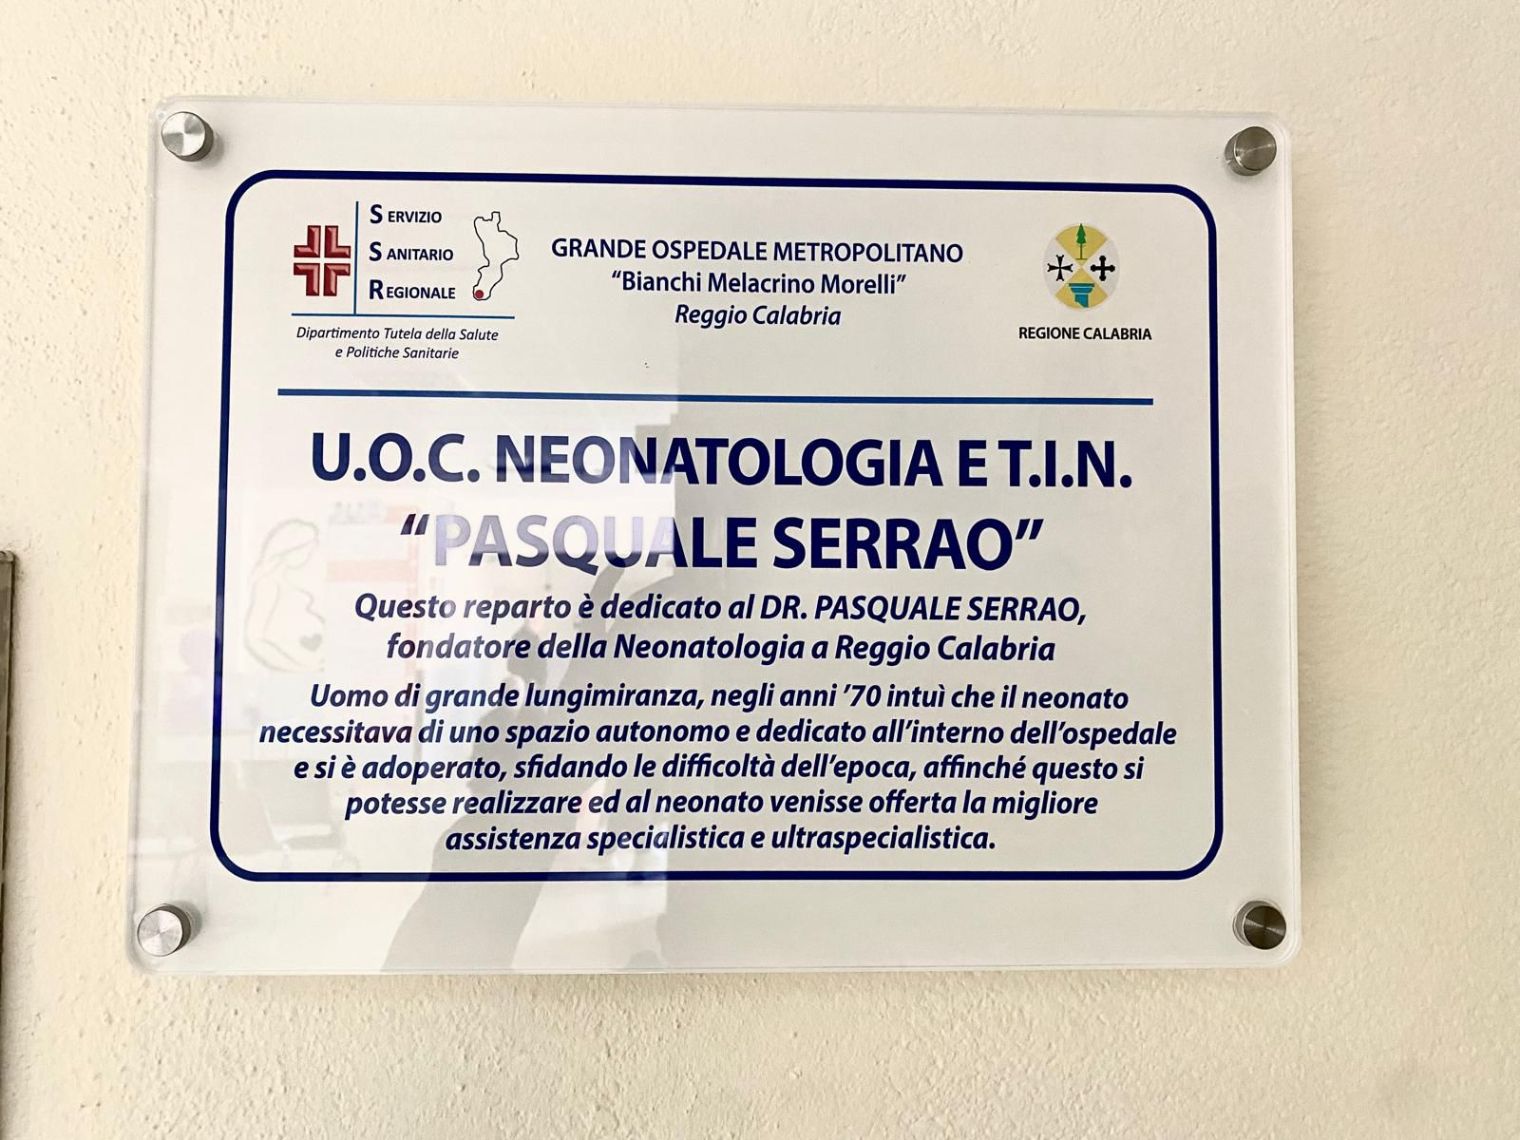 SERVIZIO
SANITARIO
REGIONALE
Dipartimento Tutela della Salute
e Politiche Sanitarie
GRANDE OSPEDALE METROPOLITANO
“Bianchi Melacrino Morelli”
Reggio Calabria
REGIONE CALABRIA
U.O.C. NEONATOLOGIA E T.I.N.
“PASQUALE SERRAO”
Questo reparto è dedicato al DR. PASQUALE SERRAO,
fondatore della Neonatologia a Reggio Calabria
Uomo di grande lungimiranza, negli anni ’70 intuì che il neonato
necessitava di uno spazio autonomo e dedicato all’interno dell’ospedale
e si è adoperato, sfidando le difficoltà dell’epoca, affinché questo si
potesse realizzare ed al neonato venisse offerta la migliore
assistenza specialistica e ultraspecialistica.